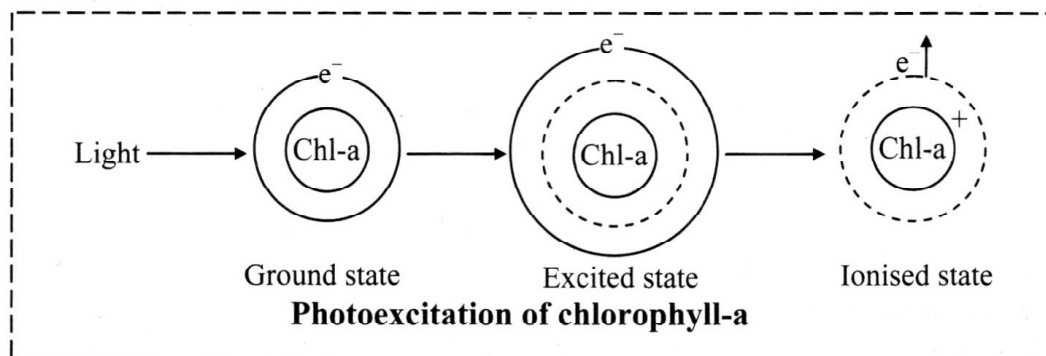 e⁻ e⁻ e⁻
Light Chl-a Chl-a Chl-a +
Ground state Excited state Ionised state
Photoexcitation of chlorophyll-a